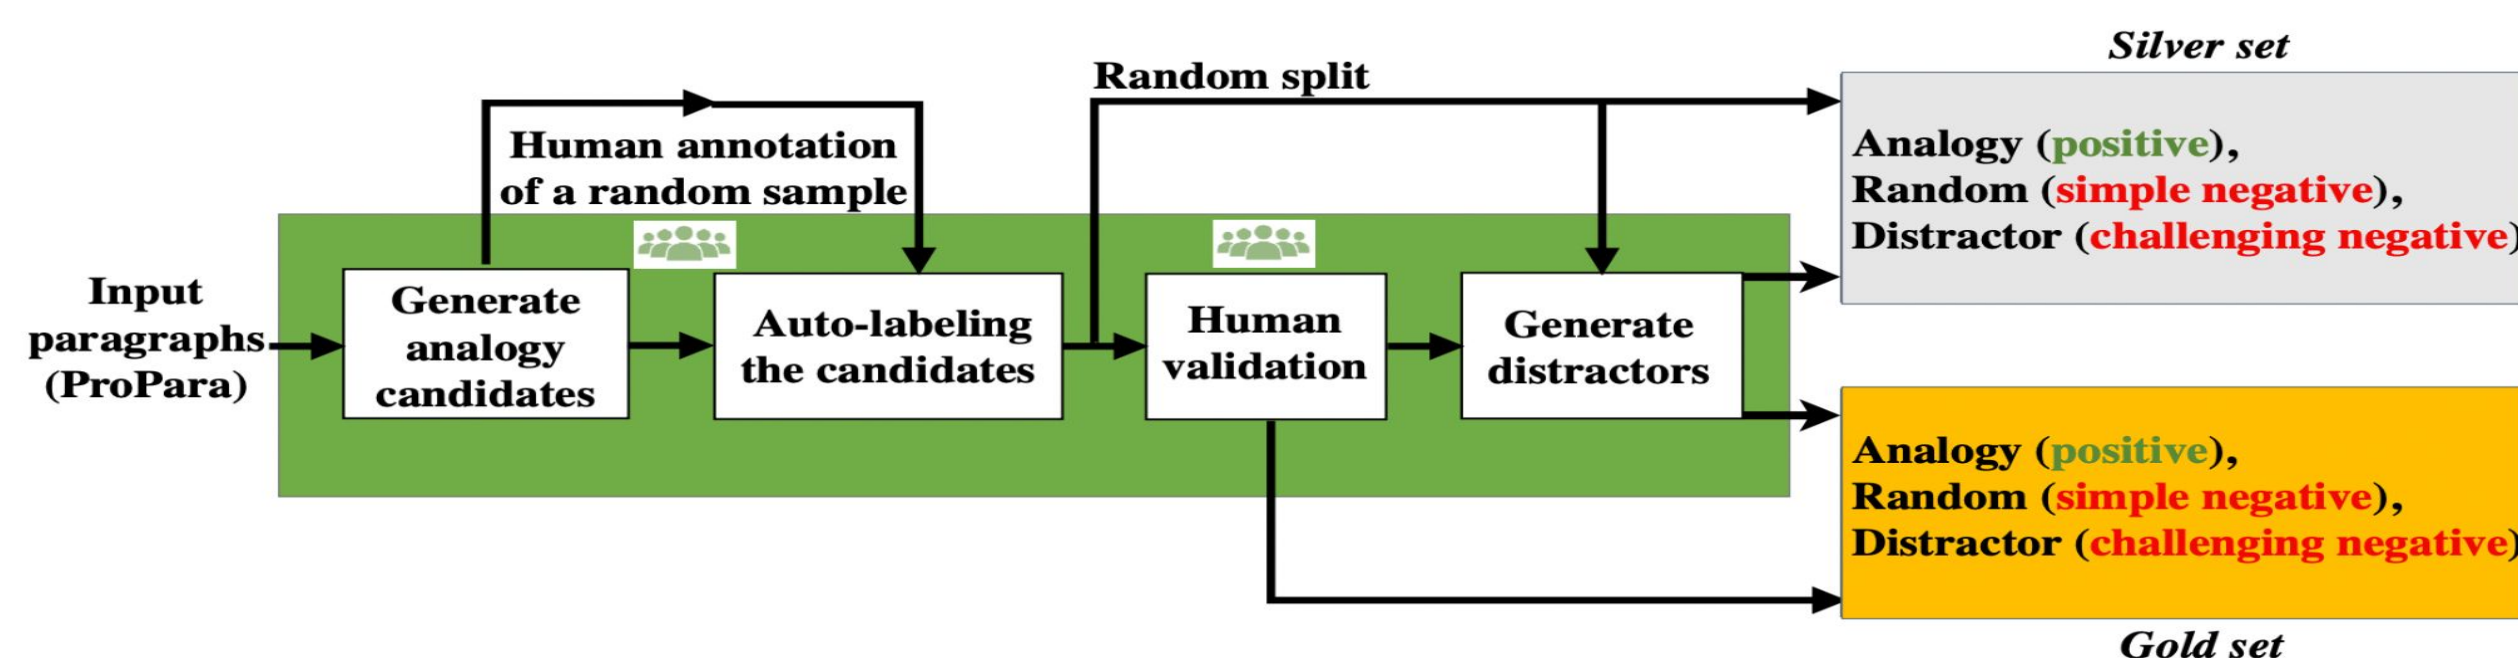 Silver set
Random split
Human annotation
of a random sample
Input
paragraphs
(ProPara)
Generate
analogy
candidates
Auto-labeling
the candidates
Human
validation
Generate
distractors
Analogy (positive),
Random (simple negative),
Distractor (challenging negative)
Analogy (positive),
Random (simple negative),
Distractor (challenging negative)
Gold set